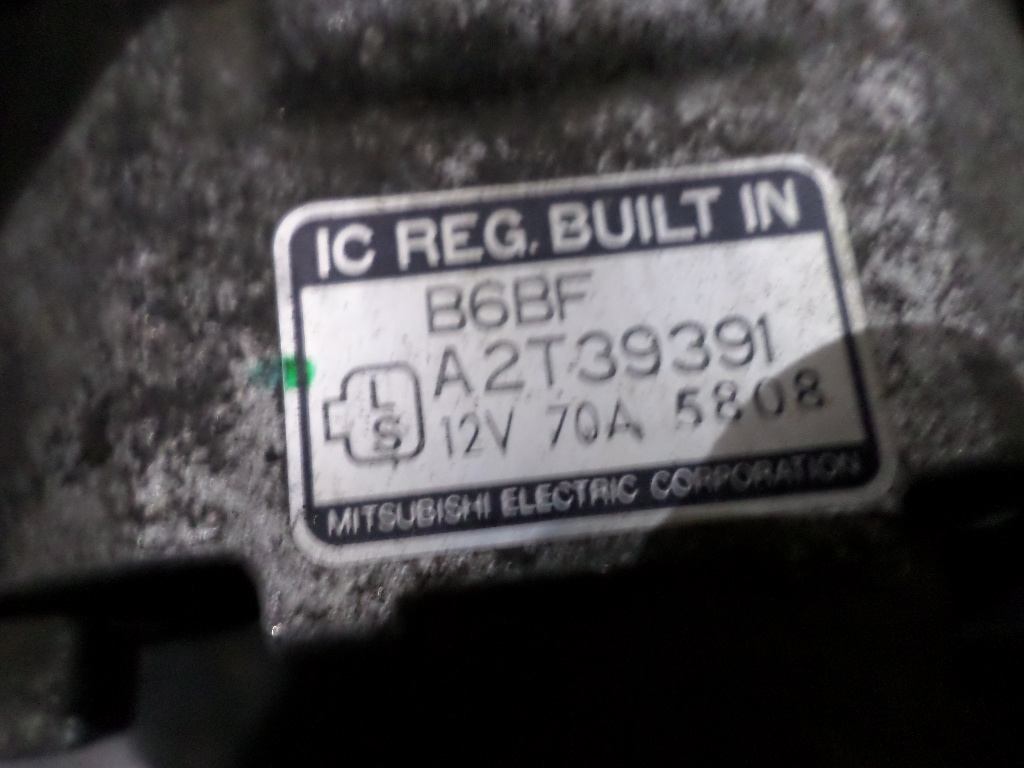 IC REG. BUILT IN
B6BF
A2T39391
L
S
12V 70A 5808
MITSUBISHI ELECTRIC CORPORATION